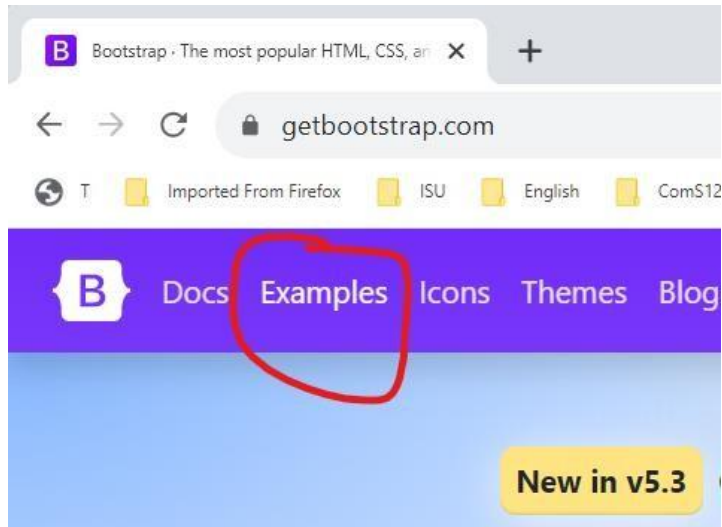 B Bootstrap · The most popular HTML, CSS, an
getbootstrap.com
T Imported From Firefox ISU English ComS12
B Docs Examples Icons Themes Blog
New in v5.3